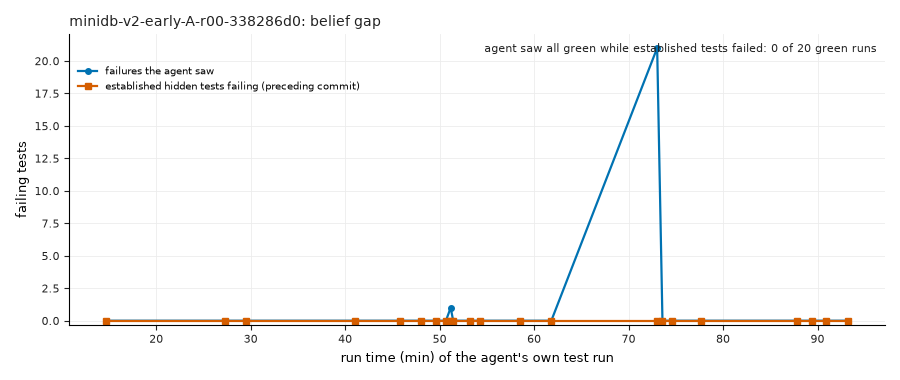 minidb-v2-early-A-r00-338286d0: belief gap
agent saw all green while established tests failed: 0 of 20 green runs
failures the agent saw
established hidden tests failing (preceding commit)
failing tests
20.0
17.5
15.0
12.5
10.0
7.5
5.0
2.5
0.0
20 30 40 50 60 70 80 90
run time (min) of the agent's own test run